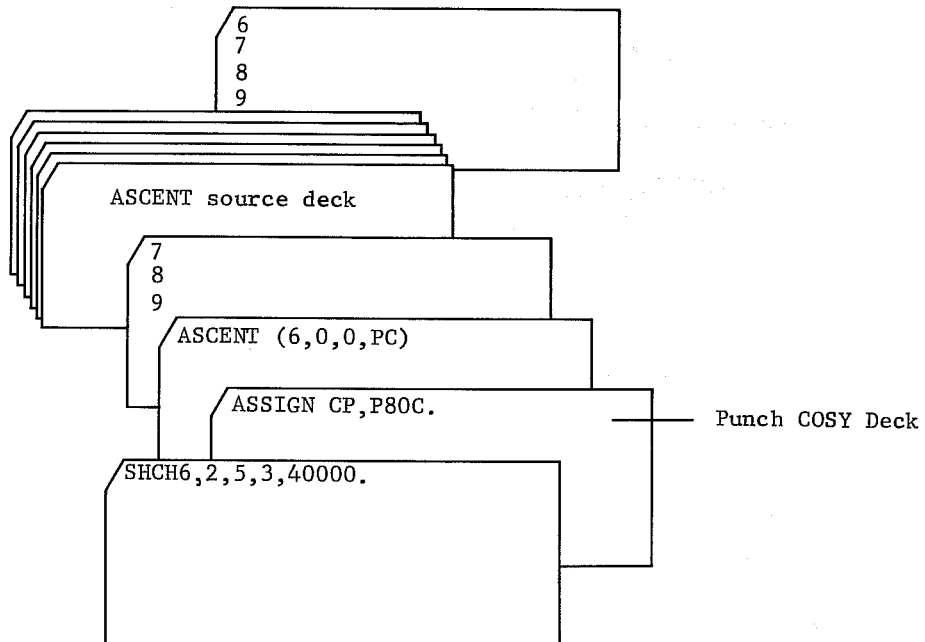 6
7
8
9
ASCENT source deck
7
8
9
ASCENT (6,0,0,PC)
ASSIGN CP,P80C.
Punch COSY Deck
SHCH6,2,5,3,40000.